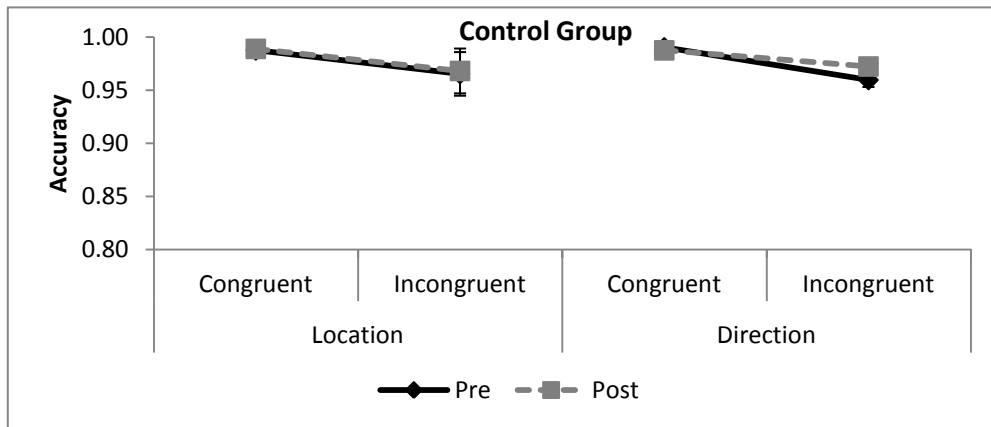 Control Group
Accuracy
1.00
0.95
0.90
0.85
0.80
Congruent Incongruent Congruent Incongruent
Location Direction
Pre Post